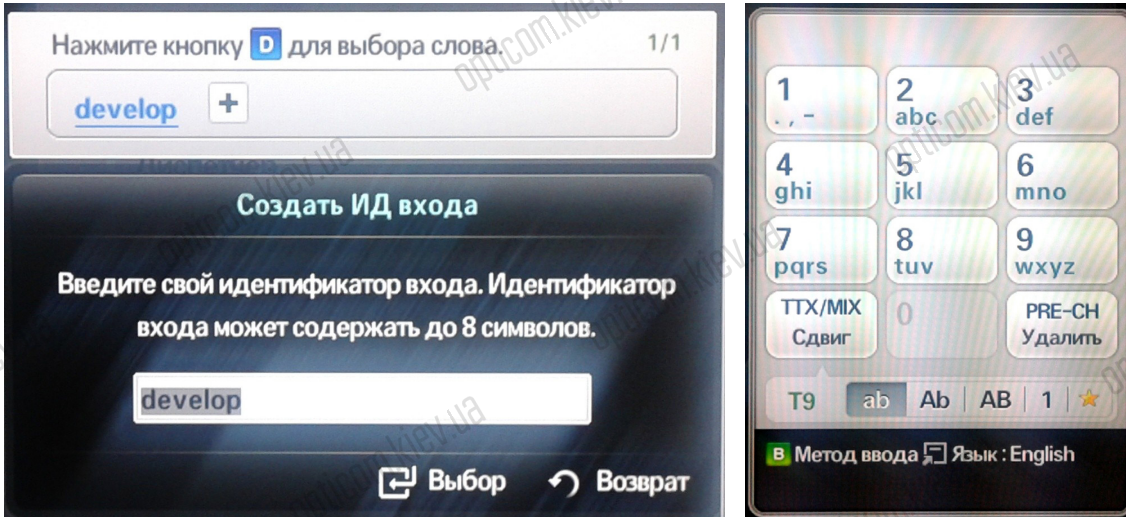 Нажмите кнопку D для выбора слова. 1/1
develop +
Создать ИД входа
Введите свой идентификатор входа. Идентификатор
входа может содержать до 8 символов.
develop
Выбор Возврат
1 2 3
. , - abc def
4 5 6
ghi jkl mno
7 8 9
pqrs tuv wxyz
TTX/MIX 0 PRE-CH
Сдвиг Удалить
T9 ab Ab AB 1
B Метод ввода Язык : English
opticom.kiev.ua